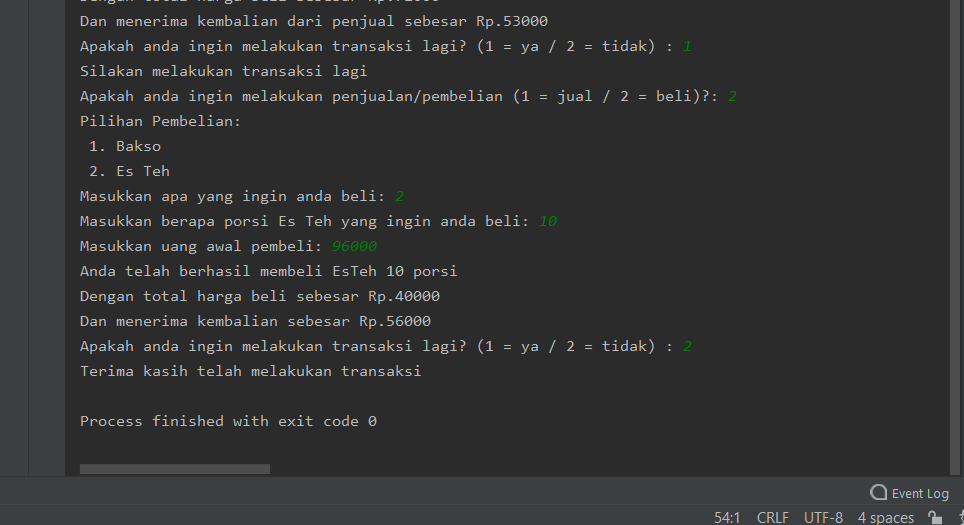 Dan menerima kembalian dari penjual sebesar Rp.53000
Apakah anda ingin melakukan transaksi lagi? (1 = ya / 2 = tidak) : 1
Silakan melakukan transaksi lagi
Apakah anda ingin melakukan penjualan/pembelian (1 = jual / 2 = beli)?: 2
Pilihan Pembelian:
1. Bakso
2. Es Teh
Masukkan apa yang ingin anda beli: 2
Masukkan berapa porsi Es Teh yang ingin anda beli: 10
Masukkan uang awal pembeli: 96000
Anda telah berhasil membeli EsTeh 10 porsi
Dengan total harga beli sebesar Rp.40000
Dan menerima kembalian sebesar Rp.56000
Apakah anda ingin melakukan transaksi lagi? (1 = ya / 2 = tidak) : 2
Terima kasih telah melakukan transaksi
Process finished with exit code 0
Event Log
54:1 CRLF UTF-8 4 spaces